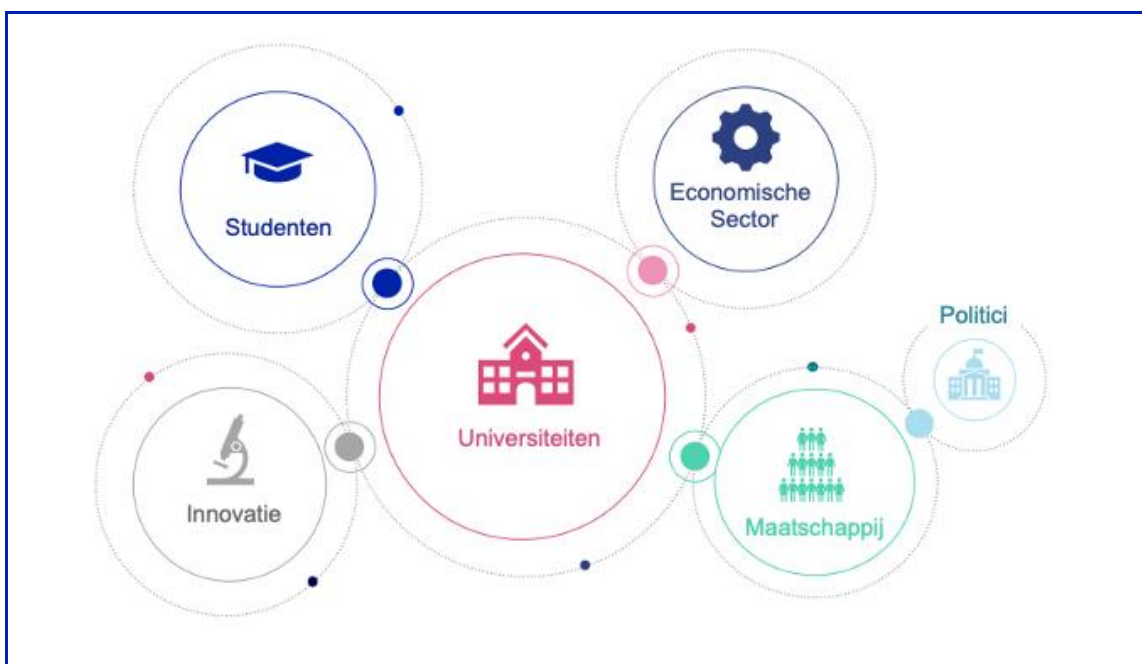 Studenten
Economische
Sector
Universiteiten
Politici
Innovatie
Maatschappij